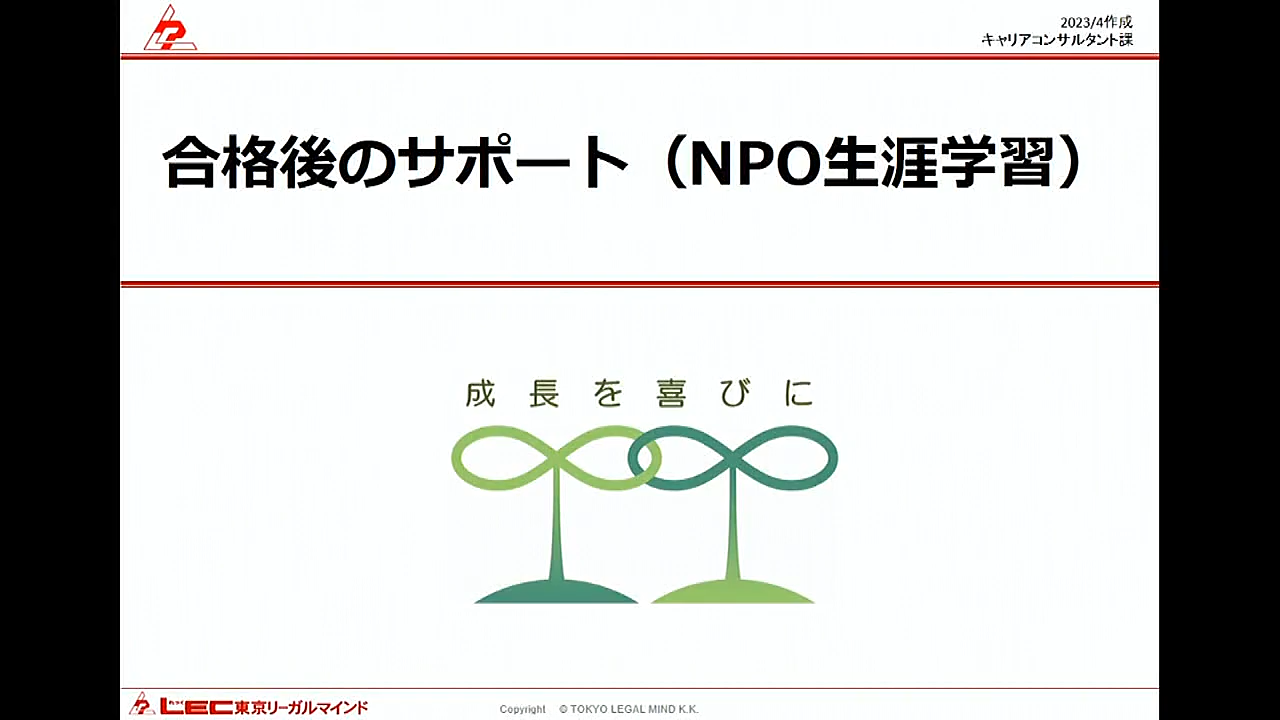 2023/4作成
キャリアコンサルタント課
合格後のサポート（NPO生涯学習）
成長を喜びに
LEC東京リーガルマインド
Copyright © TOKYO LEGAL MIND K.K.